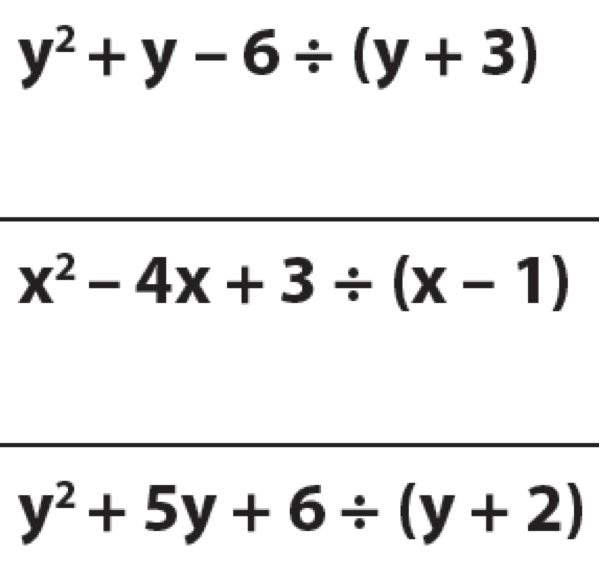 y² + y – 6 ÷ (y + 3)
x² – 4x + 3 ÷ (x – 1)
y² + 5y + 6 ÷ (y + 2)